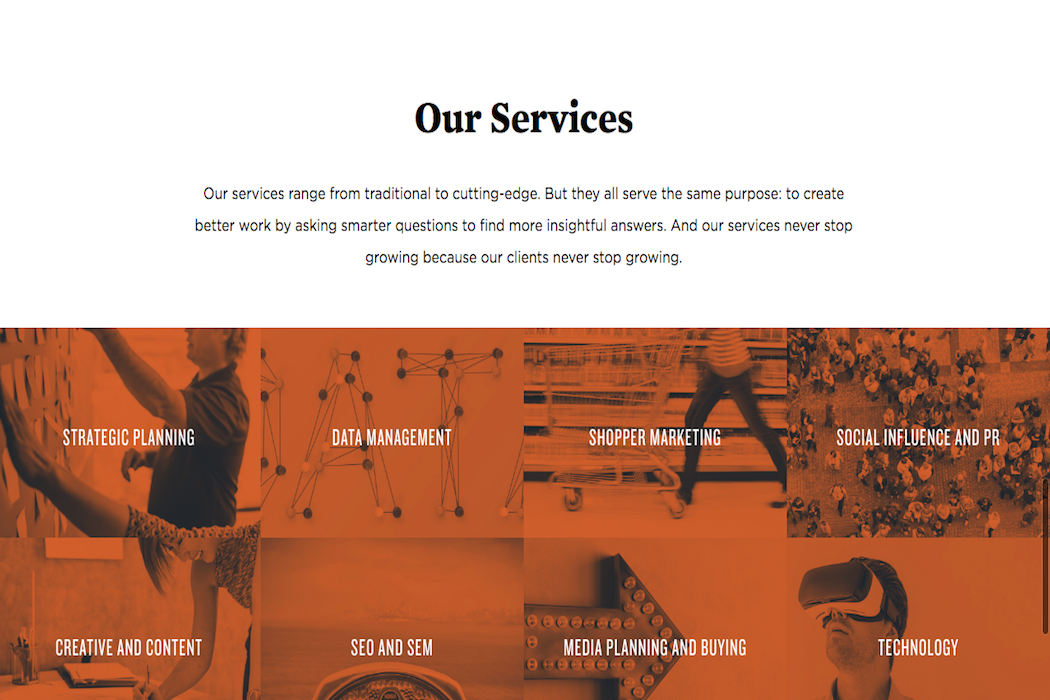 Our Services
Our services range from traditional to cutting-edge. But they all serve the same purpose: to create
better work by asking smarter questions to find more insightful answers. And our services never stop
growing because our clients never stop growing.
STRATEGIC PLANNING
DATA MANAGEMENT
SHOPPER MARKETING
SOCIAL INFLUENCE AND PR
CREATIVE AND CONTENT
SEO AND SEM
MEDIA PLANNING AND BUYING
TECHNOLOGY